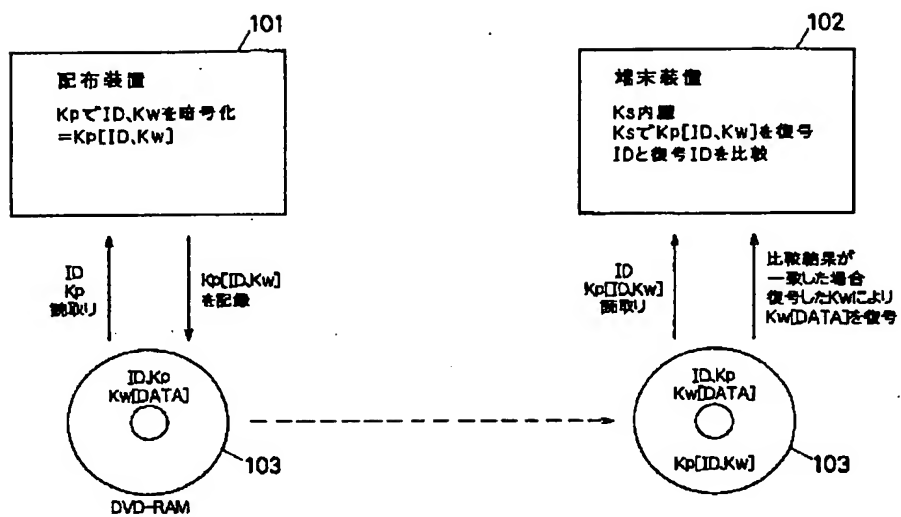 101
配布装置
KpでID、Kwを暗号化
=Kp[ID、Kw]
102
端末装置
Ks内蔵
KsでKp[ID、Kw]を復号
IDと復号IDを比較
ID
Kp
読取り
Kp[ID,Kw]
を記録
ID
Kp[ID,Kw]
読取り
比較結果が
一致した場合
復号したKwにより
Kw[DATA]を復号
ID,Kp
Kw[DATA]
103
DVD-RAM
ID,Kp
Kw[DATA]
Kp[ID,Kw]
103